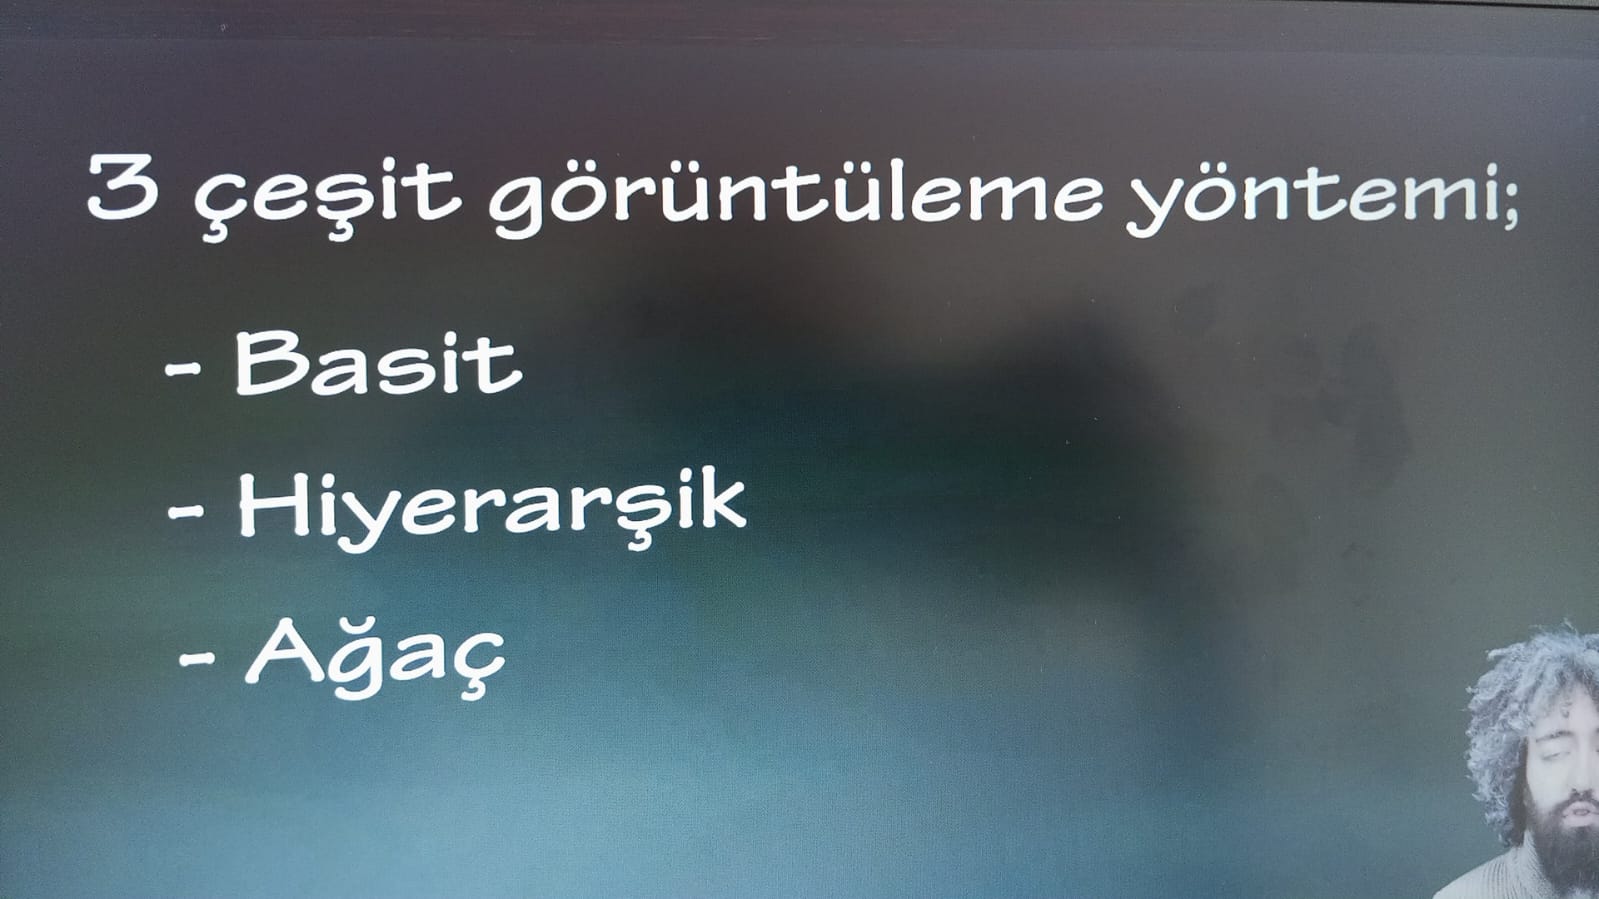 3 çeşit görüntüleme yöntemi;
- Basit
- Hiyerarşik
- Ağaç